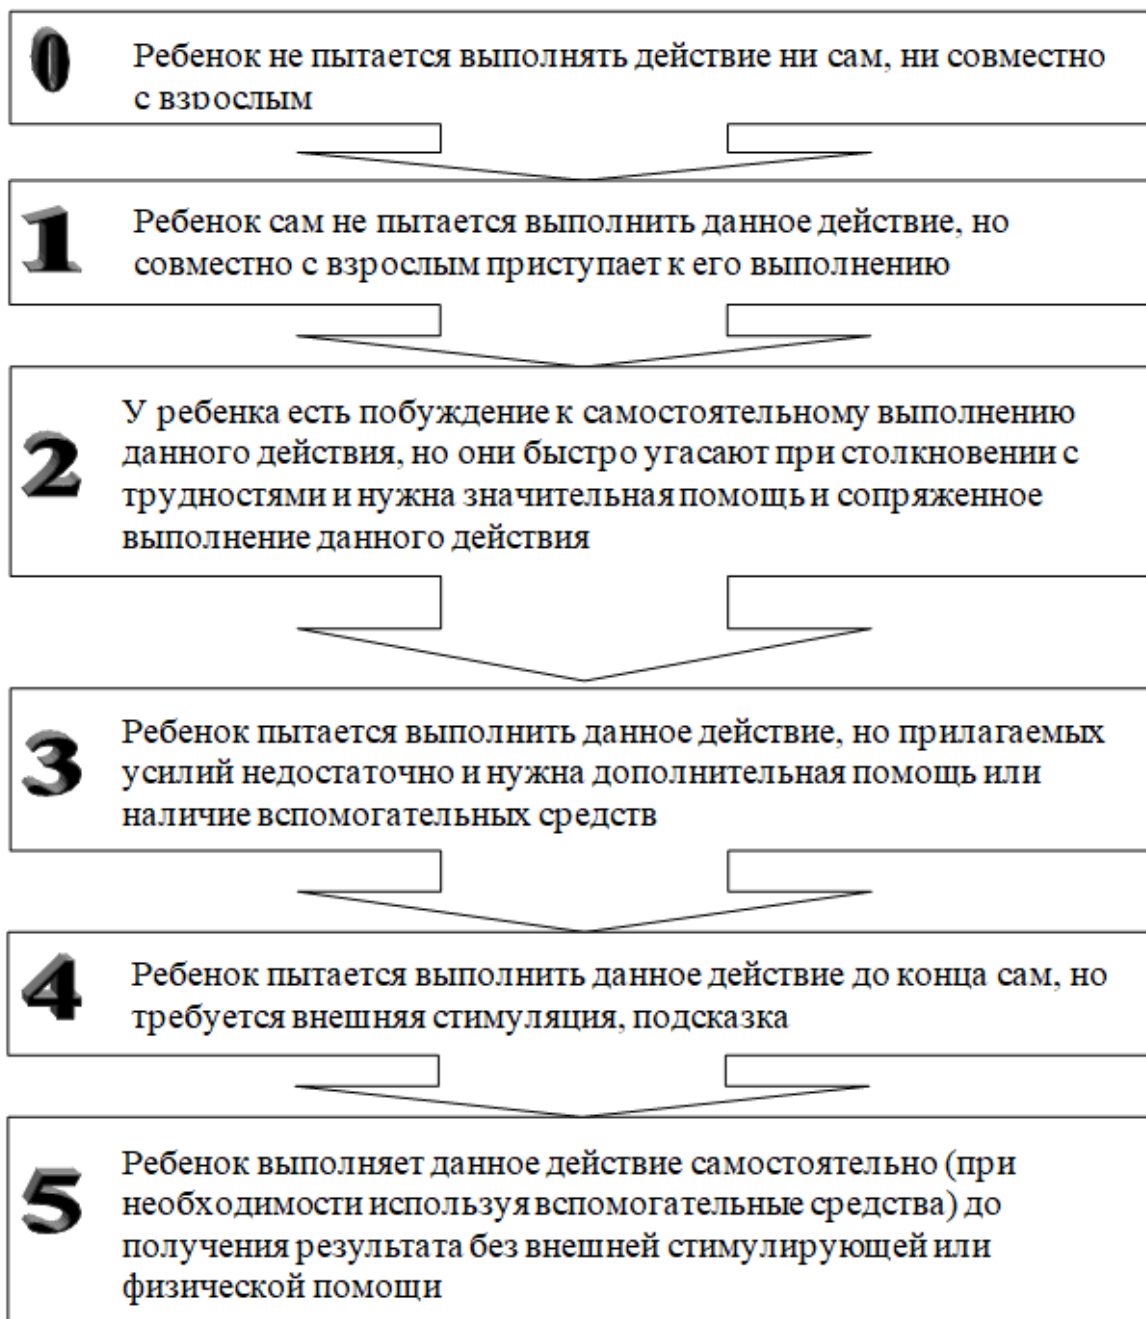 0
Ребенок не пытается выполнять действие ни сам, ни совместно
с взрослым
1
Ребенок сам не пытается выполнить данное действие, но
совместно с взрослым приступает к его выполнению
2
У ребенка есть побуждение к самостоятельному выполнению
данного действия, но они быстро угасают при столкновении с
трудностями и нужна значительная помощь и сопряженное
выполнение данного действия
3
Ребенок пытается выполнить данное действие, но прилагаемых
усилий недостаточно и нужна дополнительная помощь или
наличие вспомогательных средств
4
Ребенок пытается выполнить данное действие до конца сам, но
требуется внешняя стимуляция, подсказка
5
Ребенок выполняет данное действие самостоятельно (при
необходимости используя вспомогательные средства) до
получения результата без внешней стимулирующей или
физической помощи